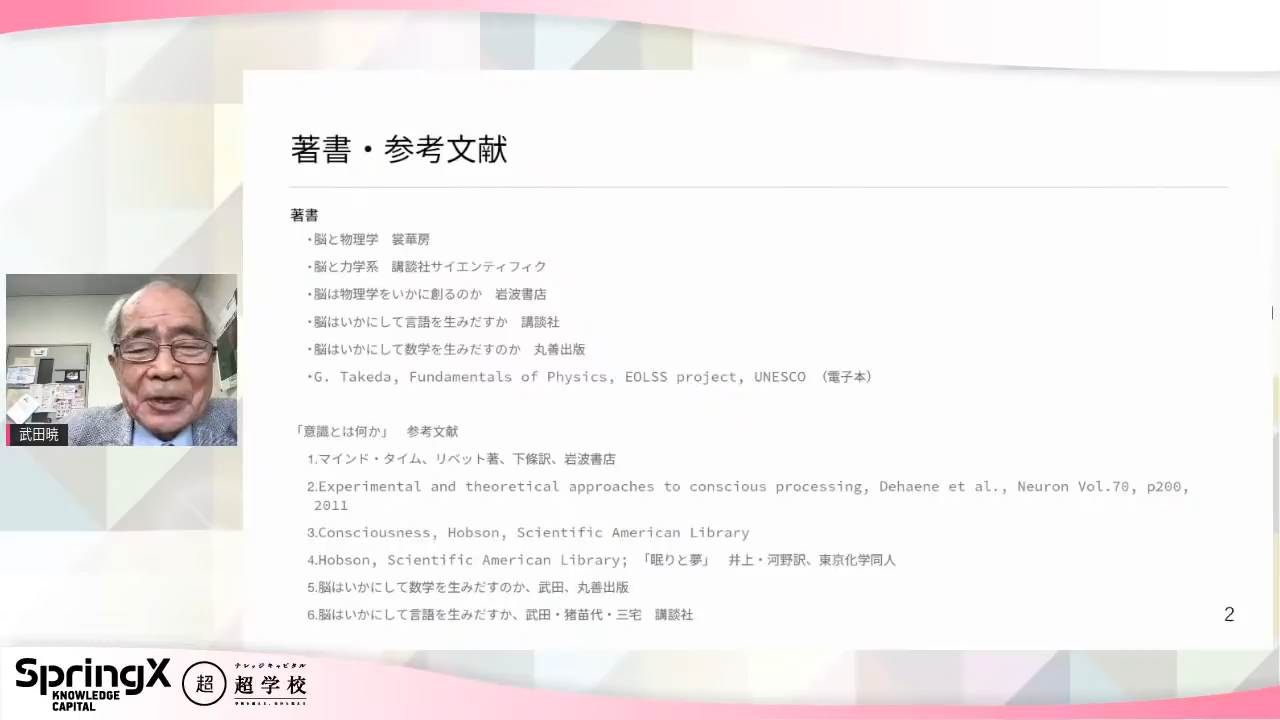 著書・参考文献
著書
・脳と物理学 裳華房
・脳と力学系 講談社サイエンティフィク
・脳は物理学をいかに創るのか 岩波書店
・脳はいかにして言語を生みだすか 講談社
・脳はいかにして数学を生みだすのか 丸善出版
・G. Takeda, Fundamentals of Physics, EOLSS project, UNESCO （電子本）
「意識とは何か」 参考文献
1.マインド・タイム、リベット著、下條訳、岩波書店
2.Experimental and theoretical approaches to conscious processing, Dehaene et al., Neuron Vol.70, p200,
2011
3.Consciousness, Hobson, Scientific American Library
4.Hobson, Scientific American Library; 「眠りと夢」 井上・河野訳、東京化学同人
5.脳はいかにして数学を生みだすのか、武田、丸善出版
6.脳はいかにして言語を生みだすか、武田・猪苗代・三宅 講談社
2
武田暁
SpringX
KNOWLEDGE
CAPITAL
超
ナレッジキャピタル
超学校